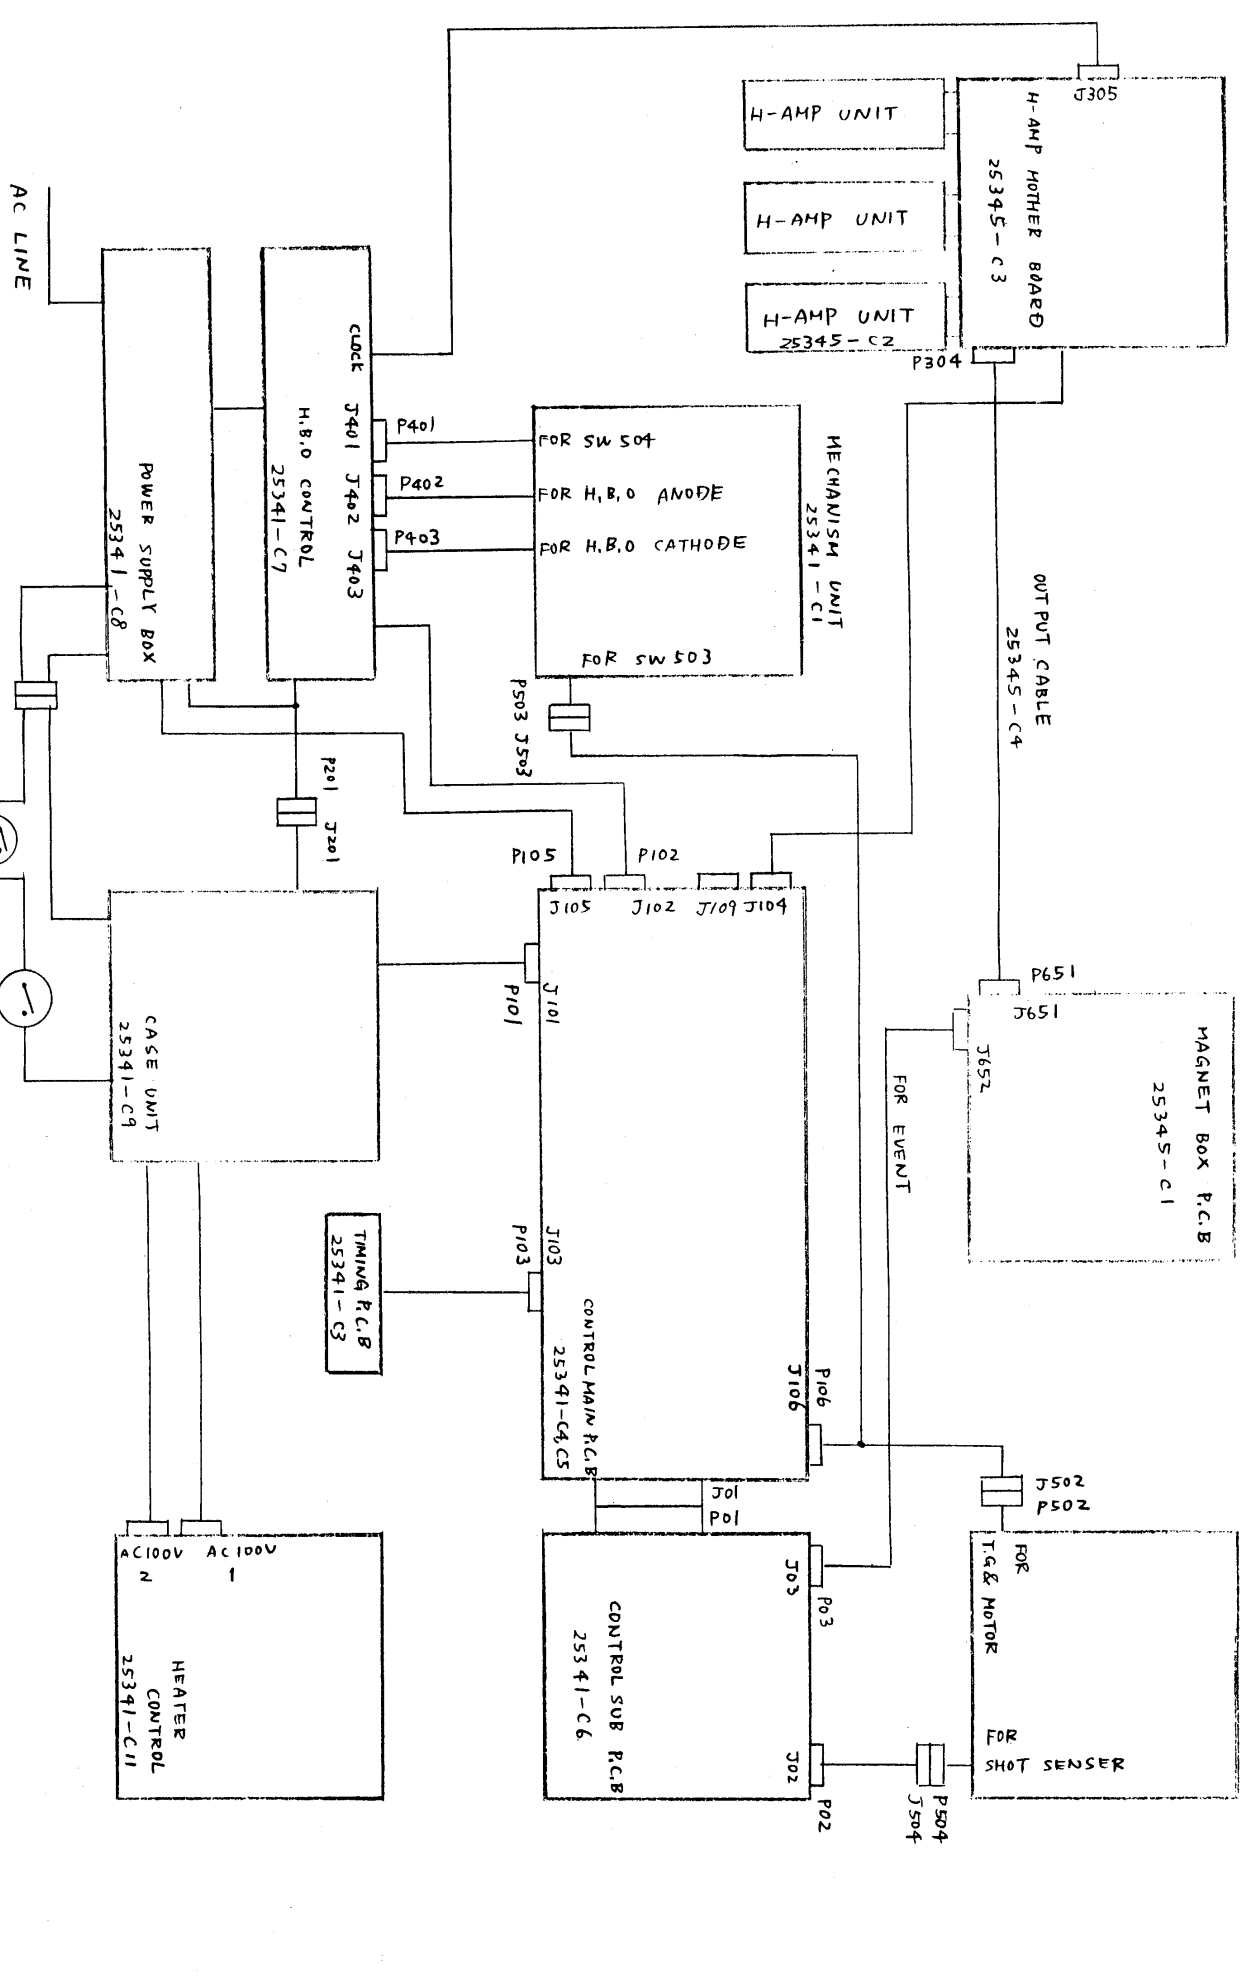 J305
H-AMP MOTHER BOARD
25345-C3
H-AMP UNIT
H-AMP UNIT
H-AMP UNIT
25345-C2
P304
AC LINE
POWER SUPPLY BOX
25341-C8
CLOCK
J401
J402
J403
H.B.O CONTROL
25341-C7
P401
P402
P403
FOR SW504
FOR H.B.O ANODE
FOR H.B.O CATHODE
FOR SW503
MECHANISM UNIT
25341-C1
OUTPUT CABLE
25345-C4
P503 J503
P201 J201
P105
P102
J105
J102
J109
J104
P651
J651
J652
MAGNET BOX P.C.B
25345-C1
FOR EVENT
J101
P101
CASE UNIT
25341-C9
J103
P103
TIMING P.C.B
25341-C3
CONTROL MAIN P.C.B
25341-C4,C5
P106
J106
J01
P01
J502
P502
FOR
T.G& MOTOR
FOR
SHOT SENSER
J03
P03
J02
P02
P504
J504
CONTROL SUB P.C.B
25341-C6
AC100V
2
AC100V
1
HEATER
CONTROL
25341-C11